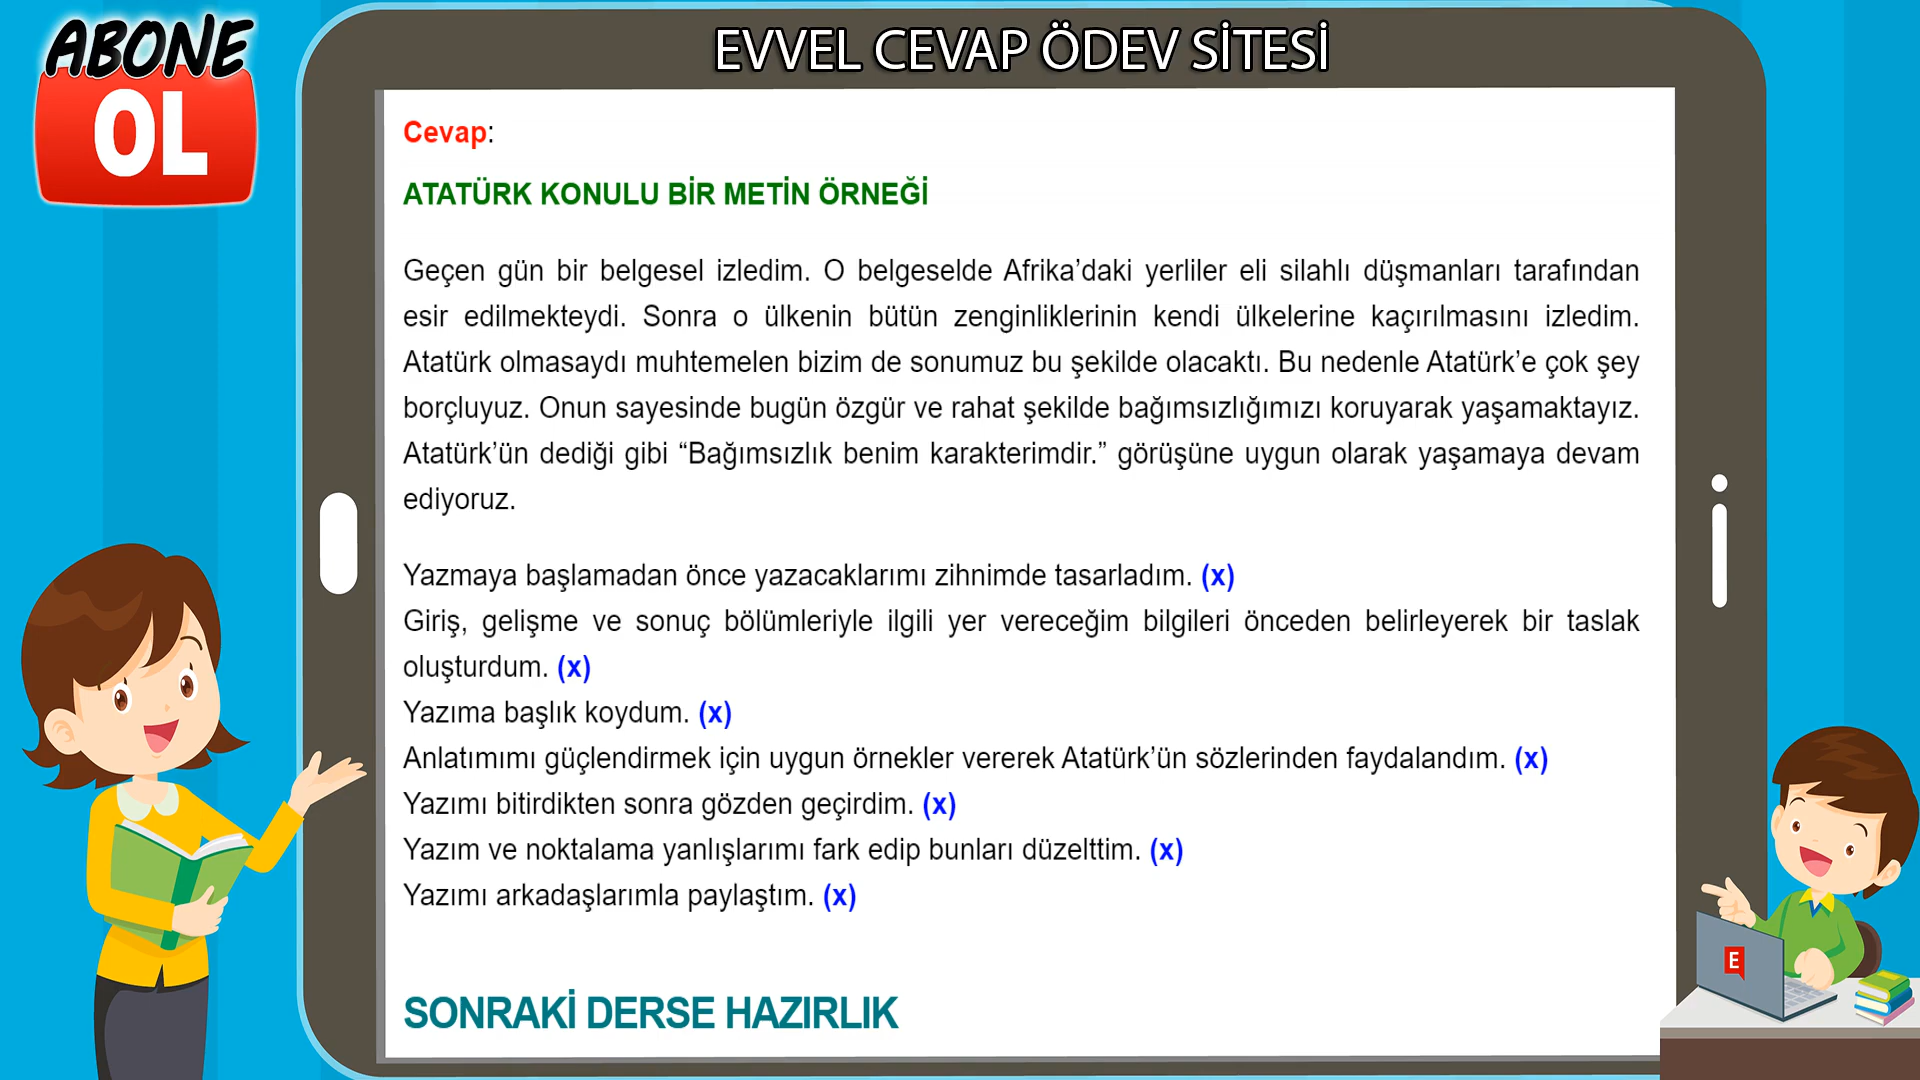 ABONE
OL
EVVEL CEVAP ÖDEV SİTESİ
Cevap:
ATATÜRK KONULU BİR METİN ÖRNEĞİ
Geçen gün bir belgesel izledim. O belgeselde Afrika’daki yerliler eli silahlı düşmanları tarafından
esir edilmekteydi. Sonra o ülkenin bütün zenginliklerinin kendi ülkelerine kaçırılmasını izledim.
Atatürk olmasaydı muhtemelen bizim de sonumuz bu şekilde olacaktı. Bu nedenle Atatürk’e çok şey
borçluyuz. Onun sayesinde bugün özgür ve rahat şekilde bağımsızlığımızı koruyarak yaşamaktayız.
Atatürk’ün dediği gibi “Bağımsızlık benim karakterimdir.” görüşüne uygun olarak yaşamaya devam
ediyoruz.
Yazmaya başlamadan önce yazacaklarımı zihnimde tasarladım. (x)
Giriş, gelişme ve sonuç bölümleriyle ilgili yer vereceğim bilgileri önceden belirleyerek bir taslak
oluşturdum. (x)
Yazıma başlık koydum. (x)
Anlatımımı güçlendirmek için uygun örnekler vererek Atatürk’ün sözlerinden faydalandım. (x)
Yazımı bitirdikten sonra gözden geçirdim. (x)
Yazım ve noktalama yanlışlarımı fark edip bunları düzelttim. (x)
Yazımı arkadaşlarımla paylaştım. (x)
E
SONRAKİ DERSE HAZIRLIK